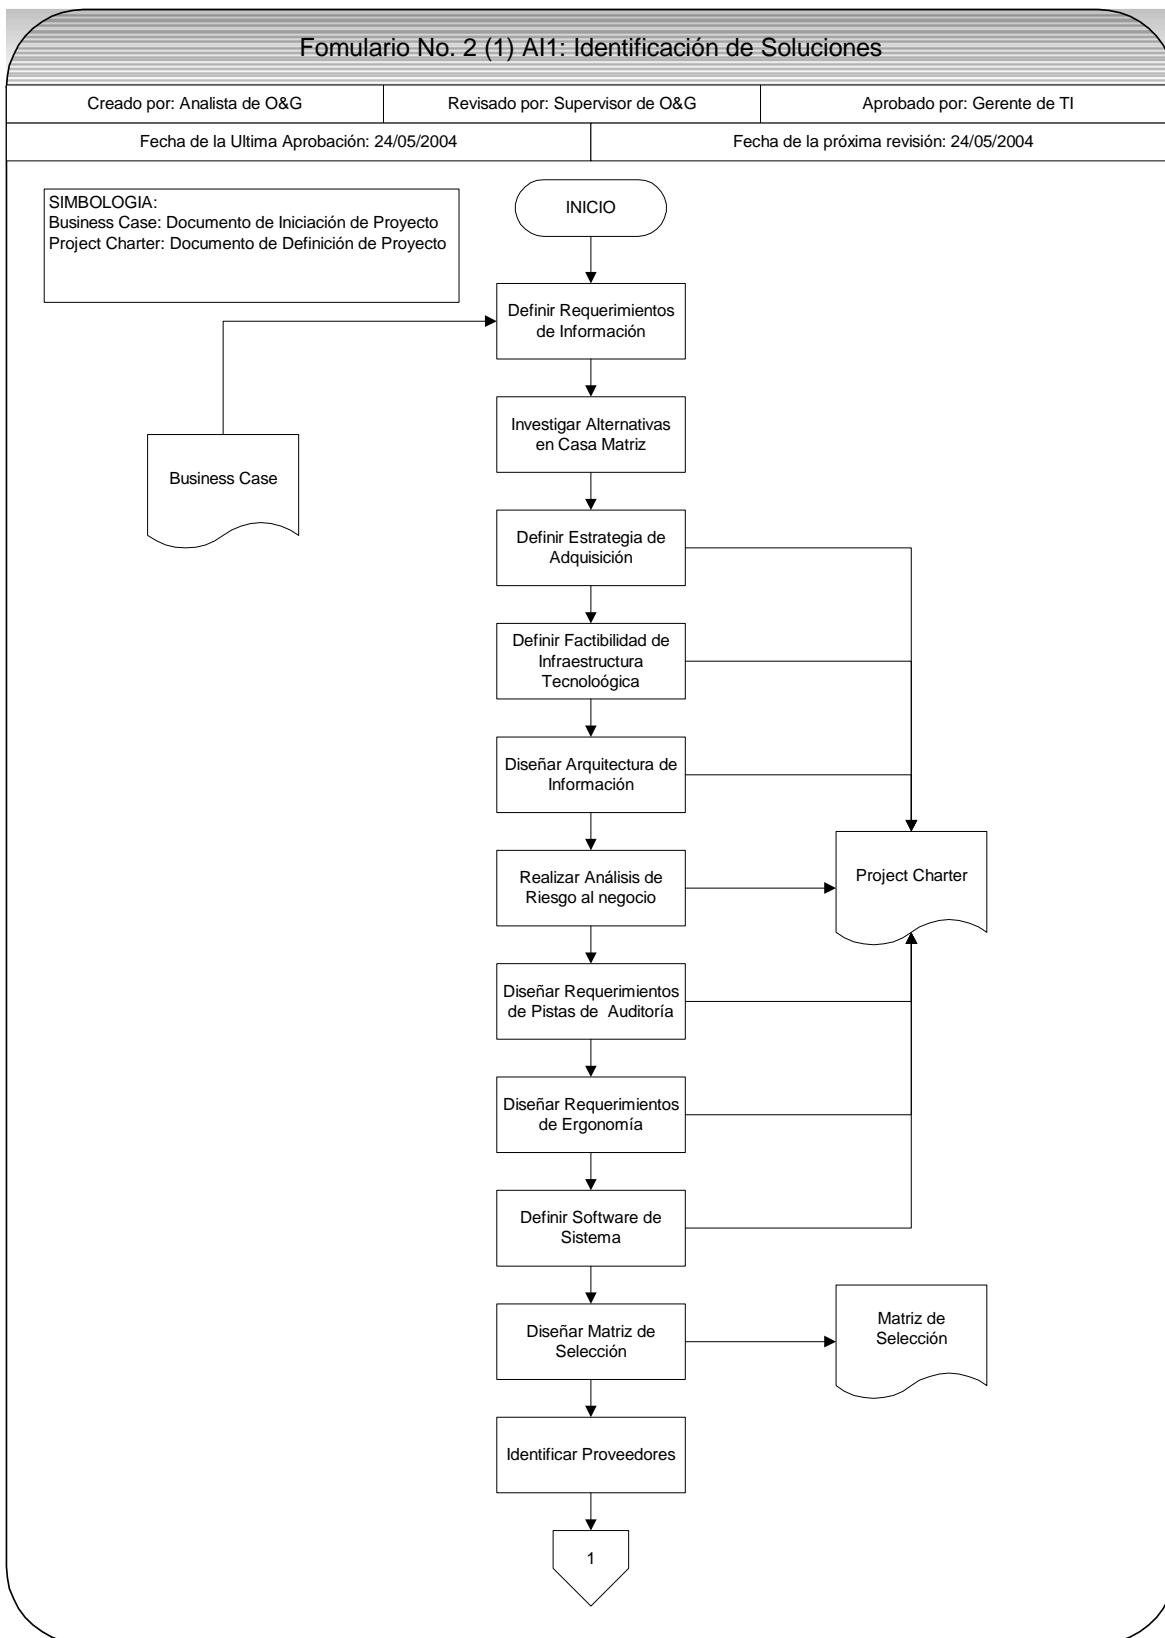 Fomulario No. 2 (1) AI1: Identificación de Soluciones
Creado por: Analista de O&G
Revisado por: Supervisor de O&G
Aprobado por: Gerente de TI
Fecha de la Ultima Aprobación: 24/05/2004
Fecha de la próxima revisión: 24/05/2004
SIMBOLOGIA:
Business Case: Documento de Iniciación de Proyecto
Project Charter: Documento de Definición de Proyecto
INICIO
Definir Requerimientos
de Información
Investigar Alternativas
en Casa Matriz
Business Case
Definir Estrategia de
Adquisición
Definir Factibilidad de
Infraestructura
Tecnoloógica
Diseñar Arquitectura de
Información
Realizar Análisis de
Riesgo al negocio
Project Charter
Diseñar Requerimientos
de Pistas de  Auditoría
Diseñar Requerimientos
de Ergonomía
Definir Software de
Sistema
Diseñar Matriz de
Selección
Matriz de
Selección
Identificar Proveedores
1